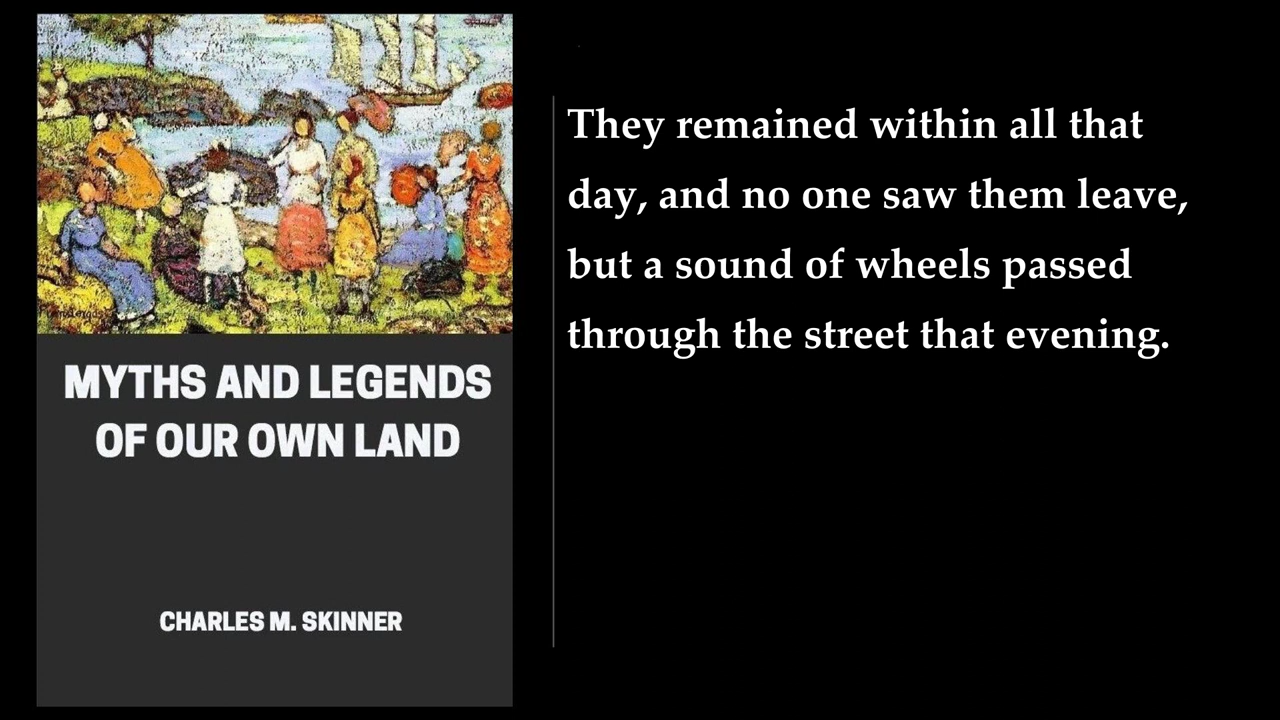 MYTHS AND LEGENDS
OF OUR OWN LAND
CHARLES M. SKINNER
They remained within all that
day, and no one saw them leave,
but a sound of wheels passed
through the street that evening.